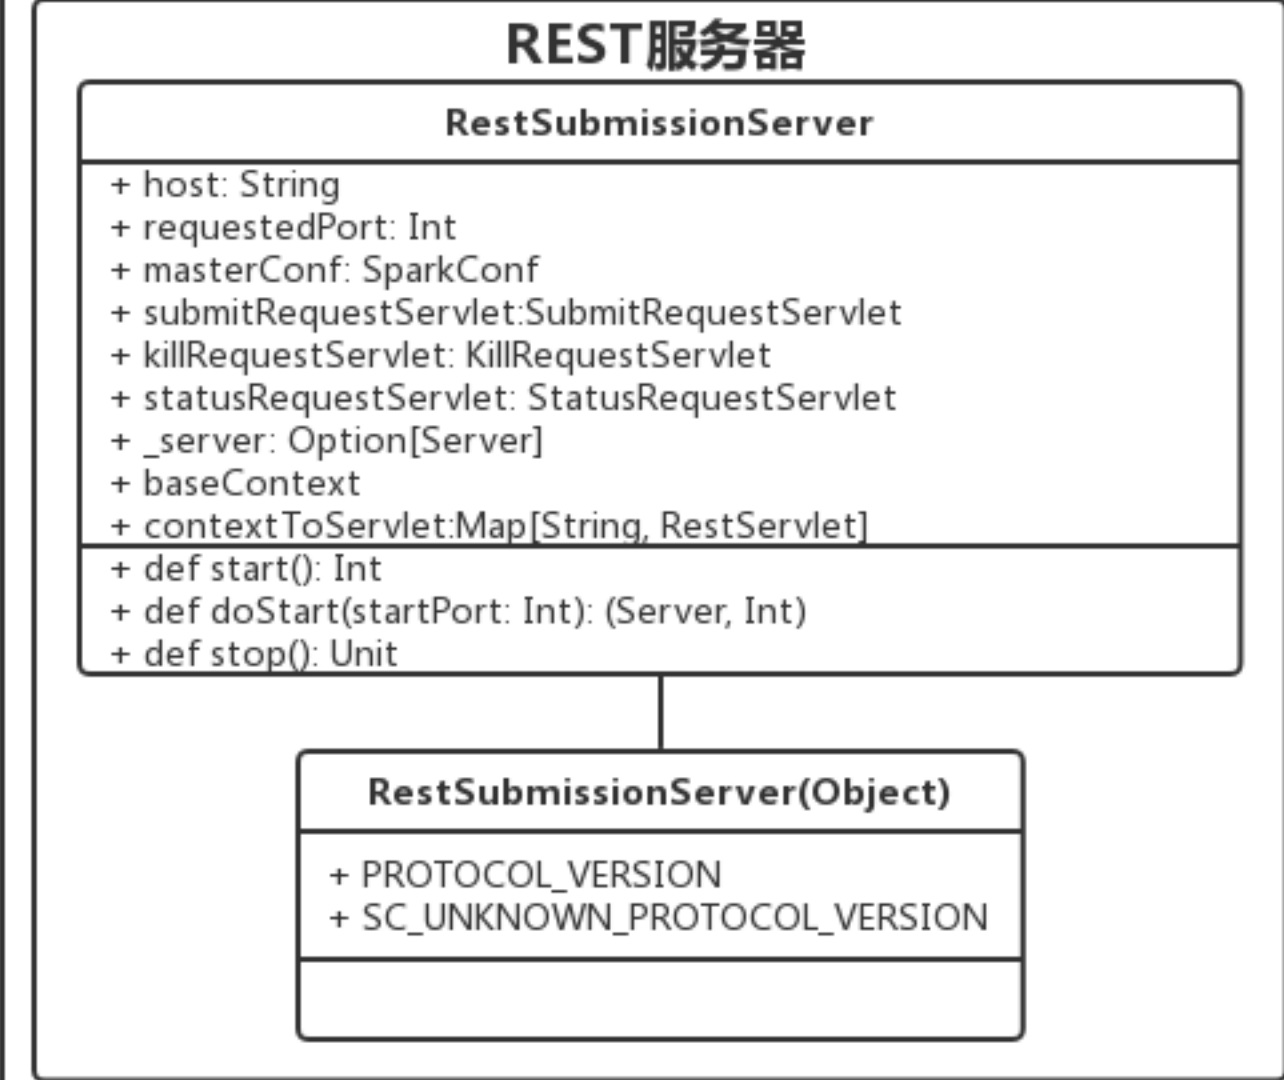 REST服务器
RestSubmissionServer
+ host: String
+ requestedPort: Int
+ masterConf: SparkConf
+ submitRequestServlet:SubmitRequestServlet
+ killRequestServlet: KillRequestServlet
+ statusRequestServlet: StatusRequestServlet
+ _server: Option[Server]
+ baseContext
+ contextToServlet:Map[String, RestServlet]
+ def start(): Int
+ def doStart(startPort: Int): (Server, Int)
+ def stop(): Unit
RestSubmissionServer(Object)
+ PROTOCOL_VERSION
+ SC_UNKNOWN_PROTOCOL_VERSION